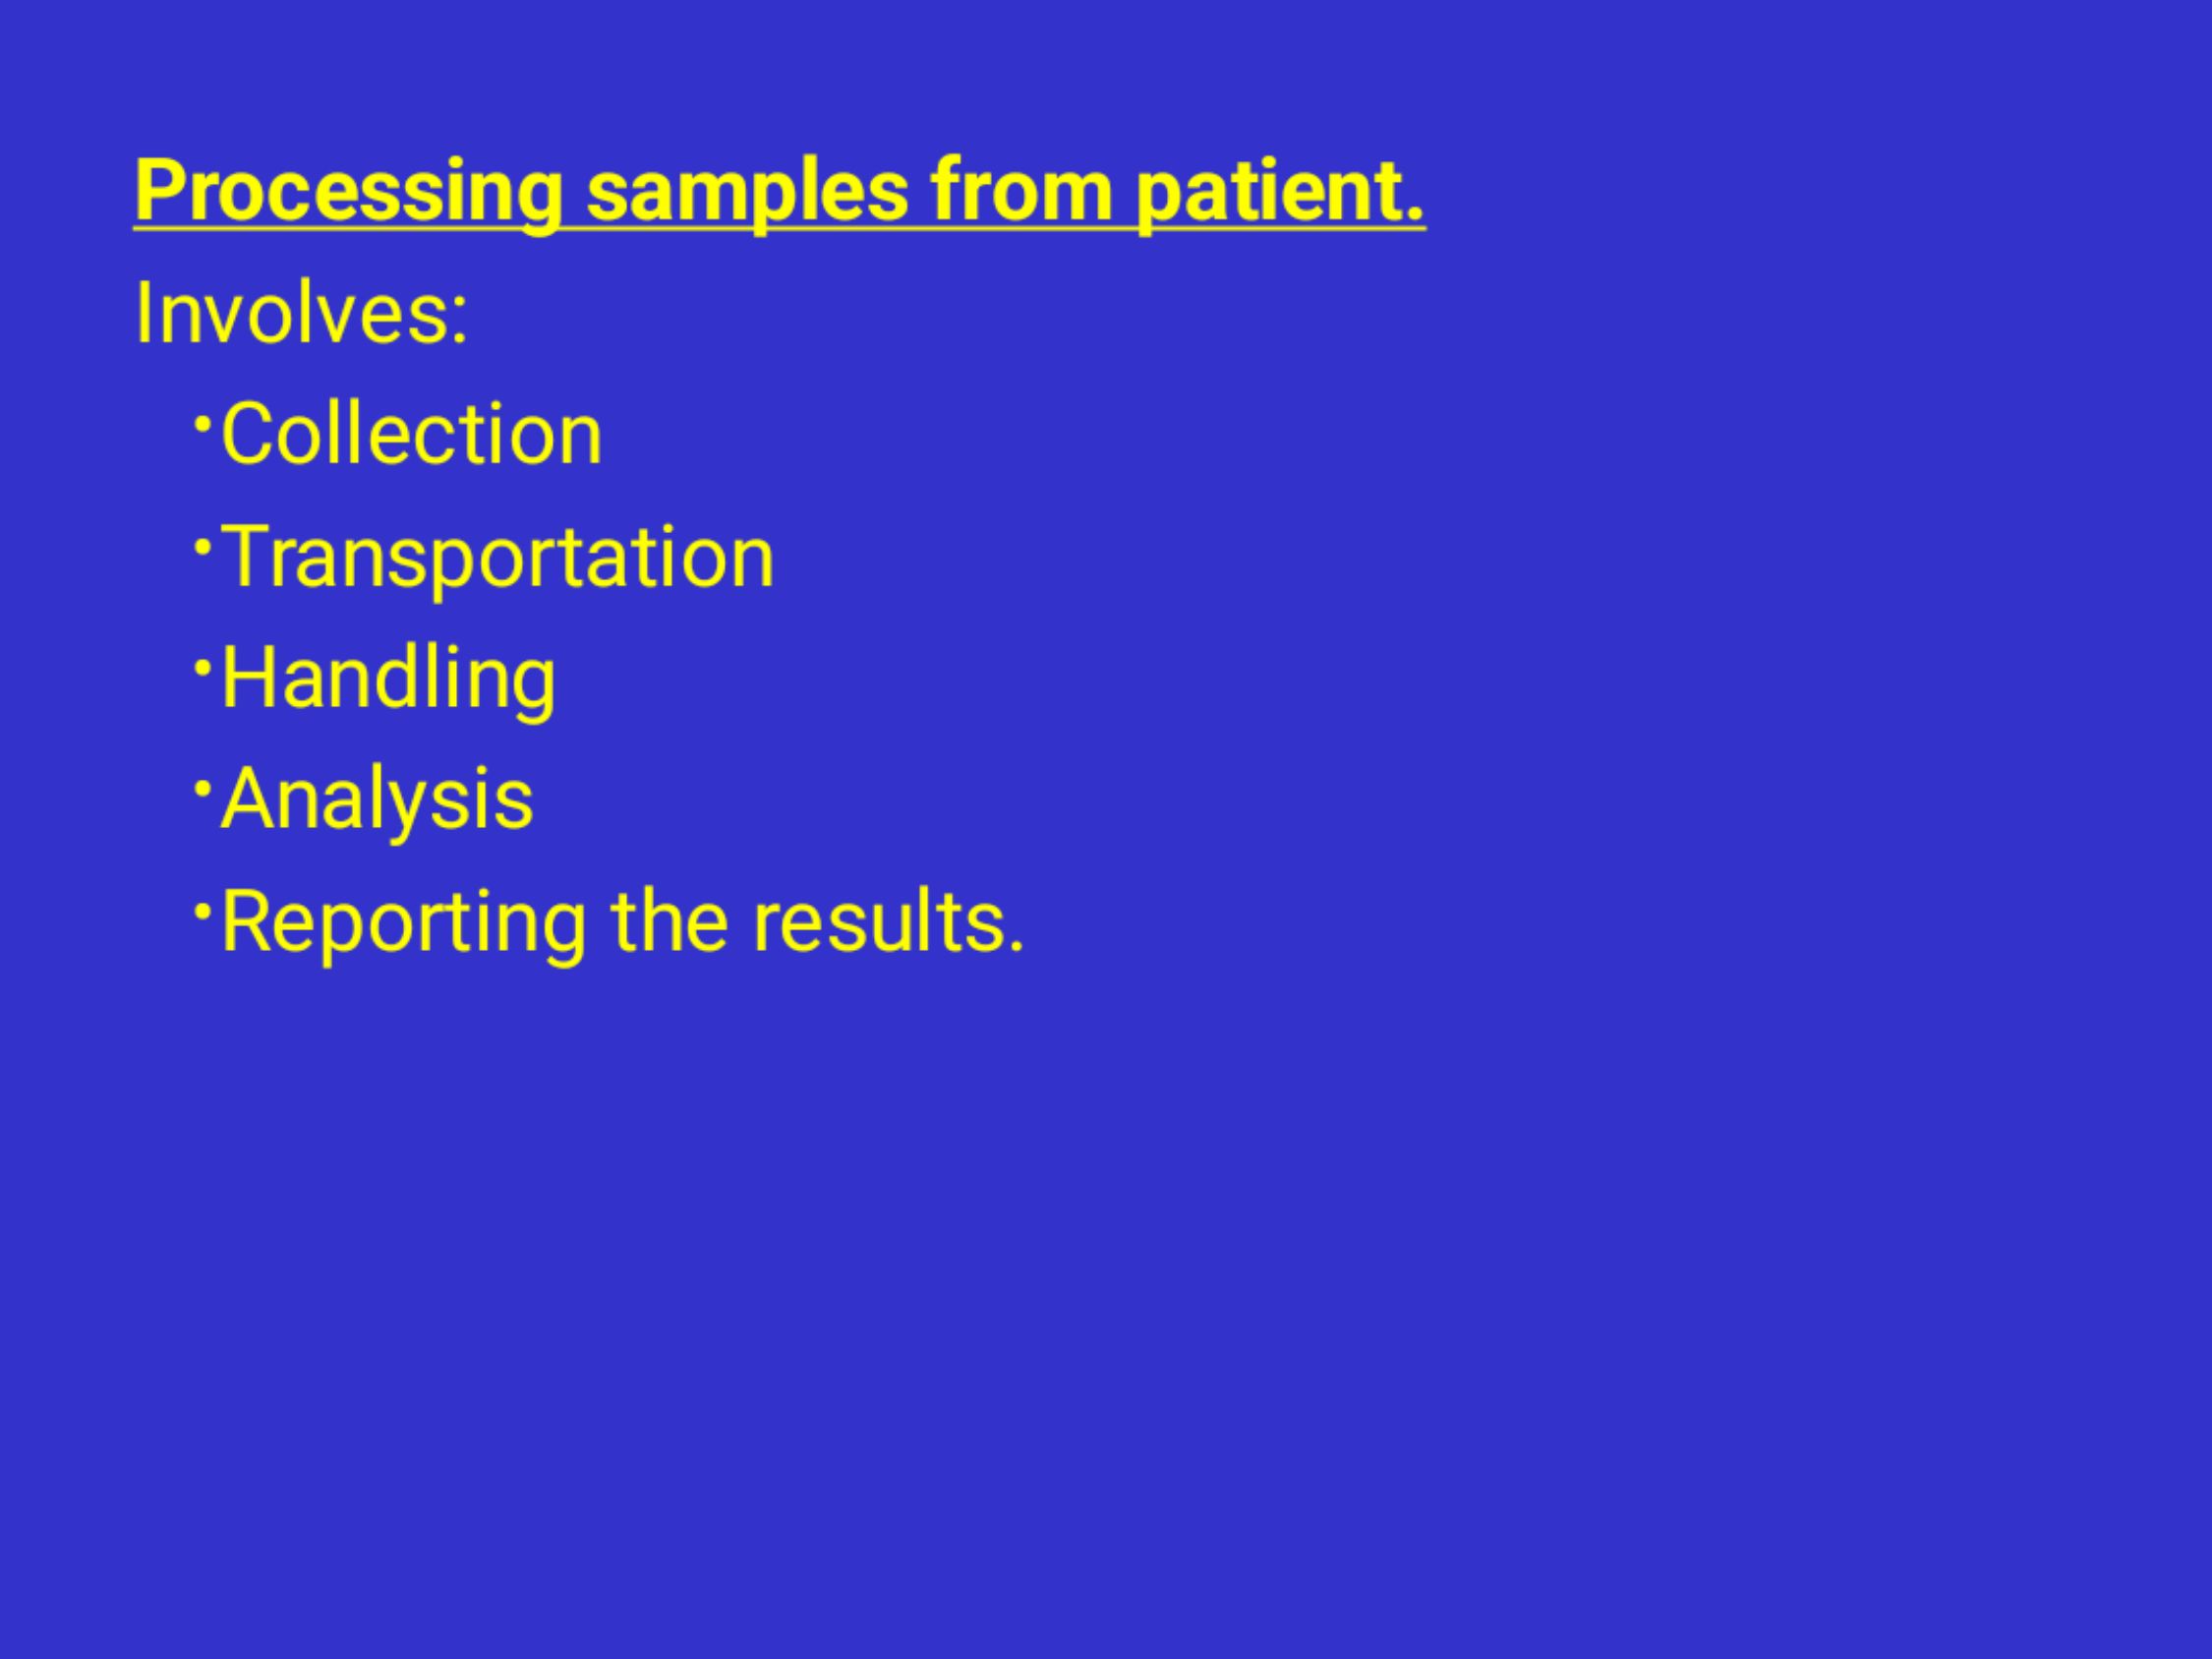 Processing samples from patient.
Involves:
•Collection
•Transportation
•Handling
•Analysis
•Reporting the results.